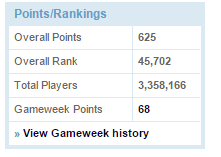 Points/Rankings
Overall Points 625
Overall Rank 45,702
Total Players 3,358,166
Gameweek Points 68
» View Gameweek history